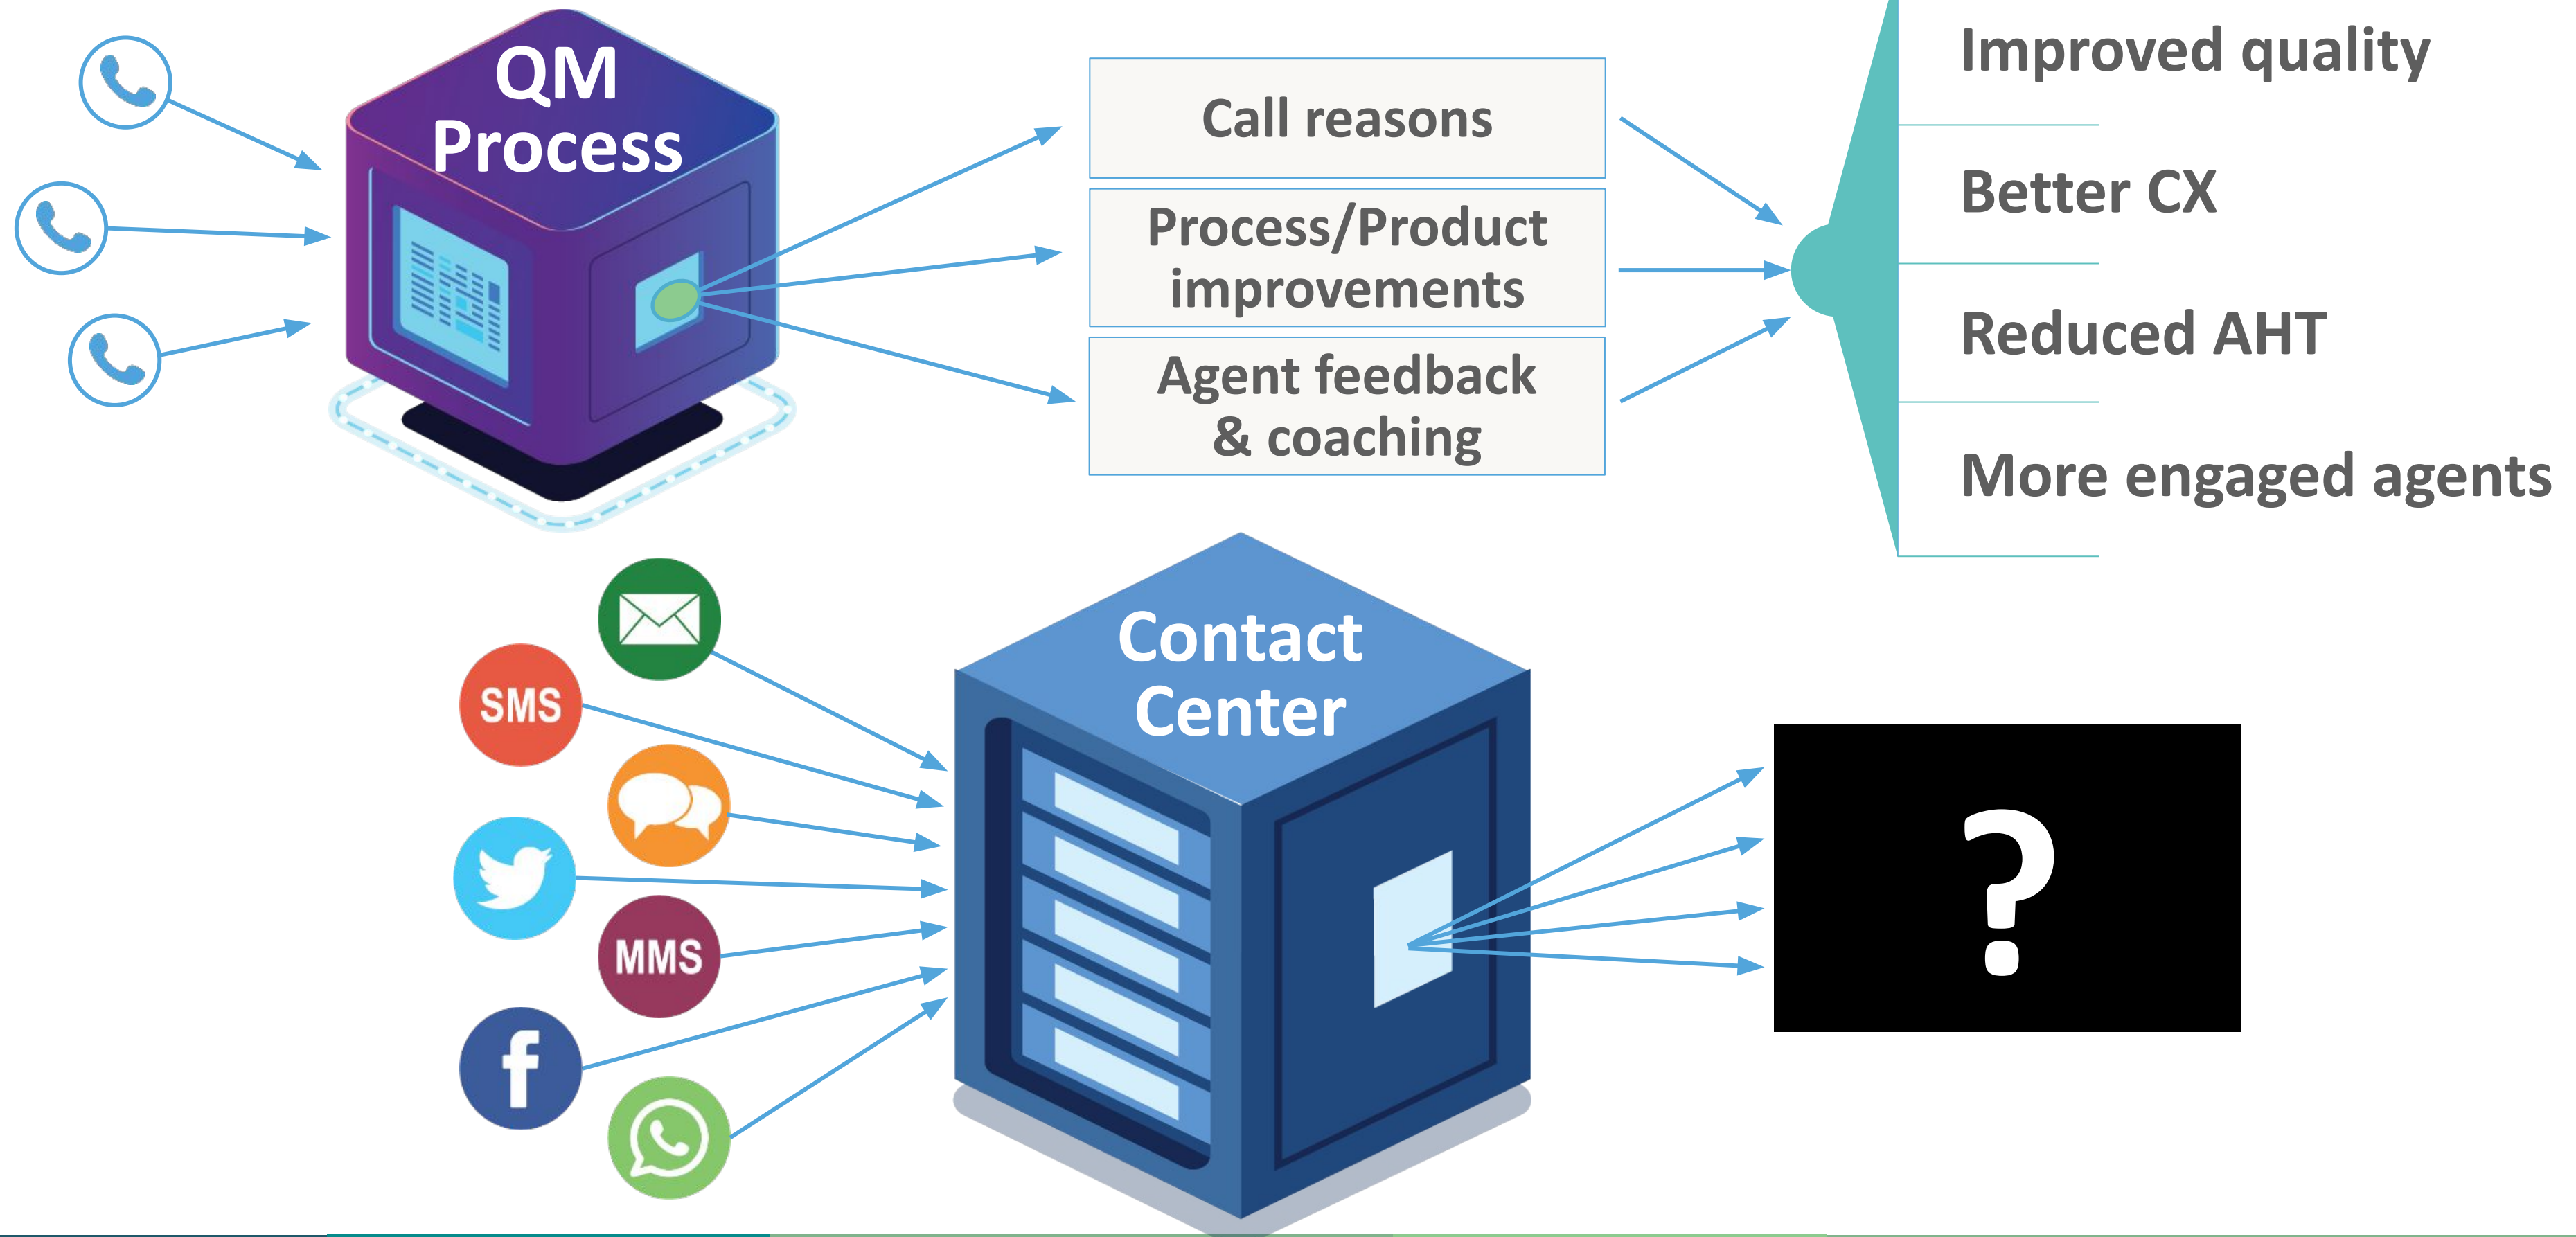 QM
Process
Call reasons
Process/Product
improvements
Agent feedback
& coaching
Improved quality
Better CX
Reduced AHT
More engaged agents
Contact
Center
SMS
MMS
f
?